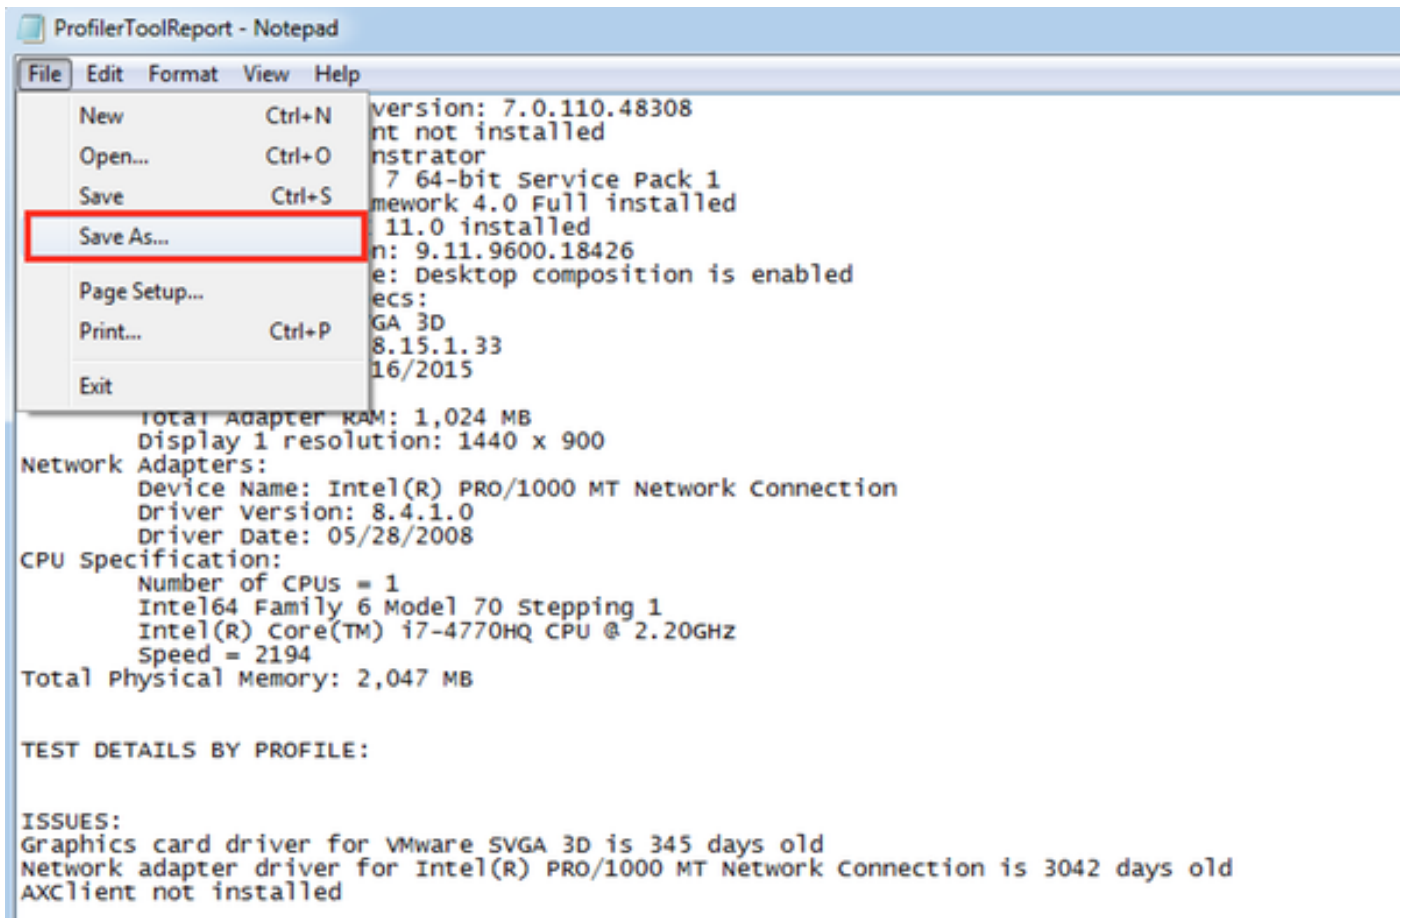 ProfilerToolReport - Notepad
File Edit Format View Help
New Ctrl+N
Open... Ctrl+O
Save Ctrl+S
Save As...
Page Setup...
Print... Ctrl+P
Exit
version: 7.0.110.48308
nt not installed
nstrator
7 64-bit Service Pack 1
mework 4.0 Full installed
11.0 installed
n: 9.11.9600.18426
e: Desktop composition is enabled
ecs:
GA 3D
8.15.1.33
16/2015
Total Adapter RAM: 1,024 MB
Display 1 resolution: 1440 x 900
Network Adapters:
Device Name: Intel(R) PRO/1000 MT Network Connection
Driver Version: 8.4.1.0
Driver Date: 05/28/2008
CPU Specification:
Number of CPUs = 1
Intel64 Family 6 Model 70 Stepping 1
Intel(R) Core(TM) i7-4770HQ CPU @ 2.20GHz
Speed = 2194
Total Physical Memory: 2,047 MB
TEST DETAILS BY PROFILE:
ISSUES:
Graphics card driver for VMware SVGA 3D is 345 days old
Network adapter driver for Intel(R) PRO/1000 MT Network Connection is 3042 days old
AXClient not installed